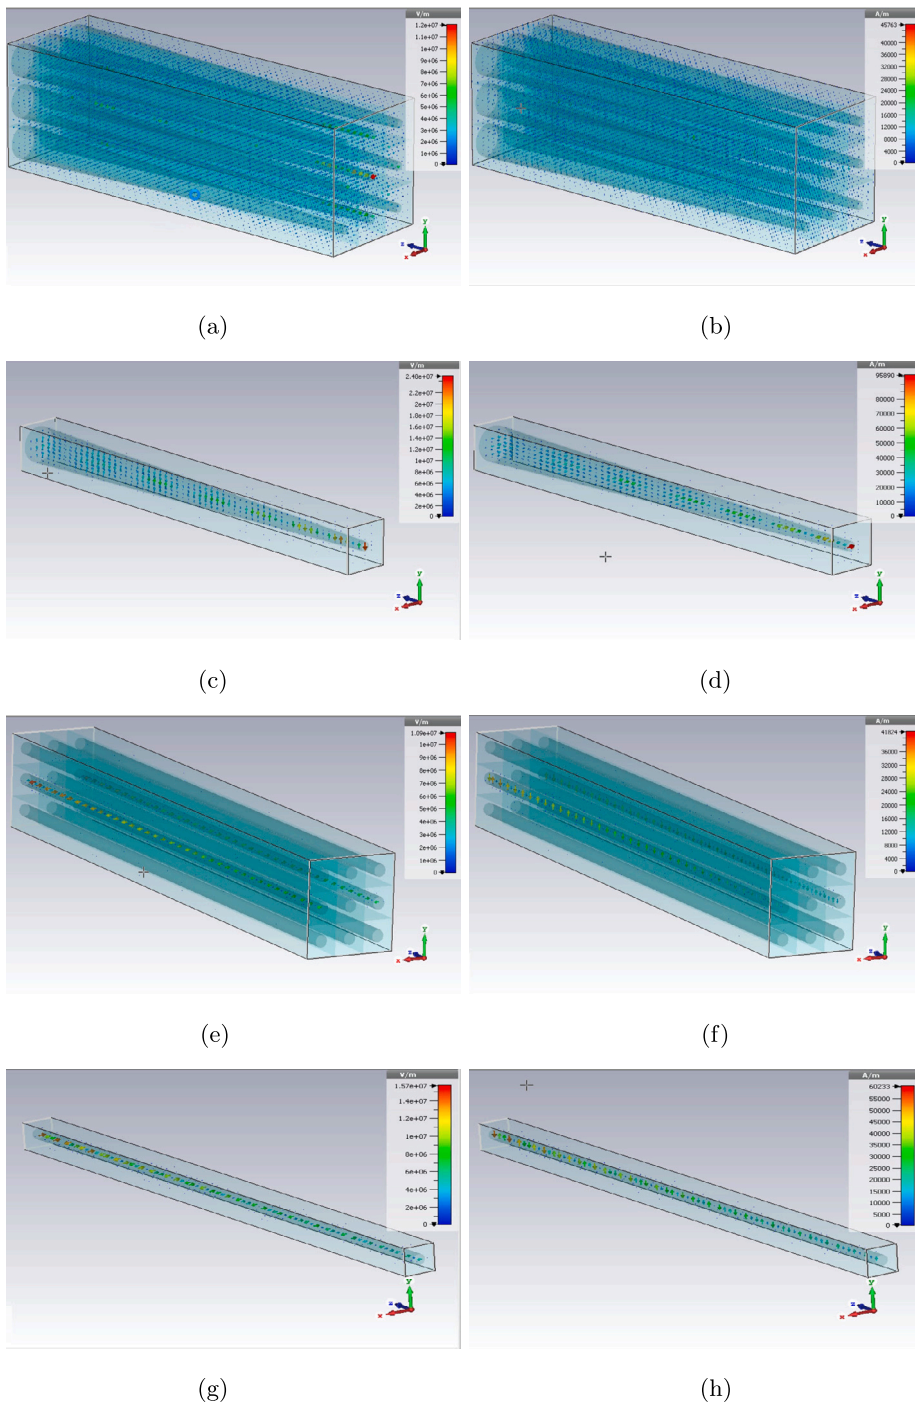 V/m
1.2e+07
1.1e+07
1e+07
9e+06
8e+06
7e+06
6e+06
5e+06
4e+06
3e+06
2e+06
1e+06
0
y
z
x
A/m
45763
40000
36000
32000
28000
24000
20000
16000
12000
8000
4000
0
y
z
x
(a)
(b)
V/m
2.40e+07
2.2e+07
2e+07
1.8e+07
1.6e+07
1.4e+07
1.2e+07
1e+07
8e+06
6e+06
4e+06
2e+06
0
y
z
x
A/m
95890
80000
70000
60000
50000
40000
30000
20000
10000
0
y
z
x
(c)
(d)
V/m
1.09e+07
1e+07
9e+06
8e+06
7e+06
6e+06
5e+06
4e+06
3e+06
2e+06
1e+06
0
y
z
x
A/m
41824
36000
32000
28000
24000
20000
16000
12000
8000
4000
0
y
z
x
(e)
(f)
V/m
1.57e+07
1.4e+07
1.2e+07
1e+07
8e+06
6e+06
4e+06
2e+06
0
y
z
x
A/m
60233
55000
50000
45000
40000
35000
30000
25000
20000
15000
10000
5000
0
y
z
x
(g)
(h)